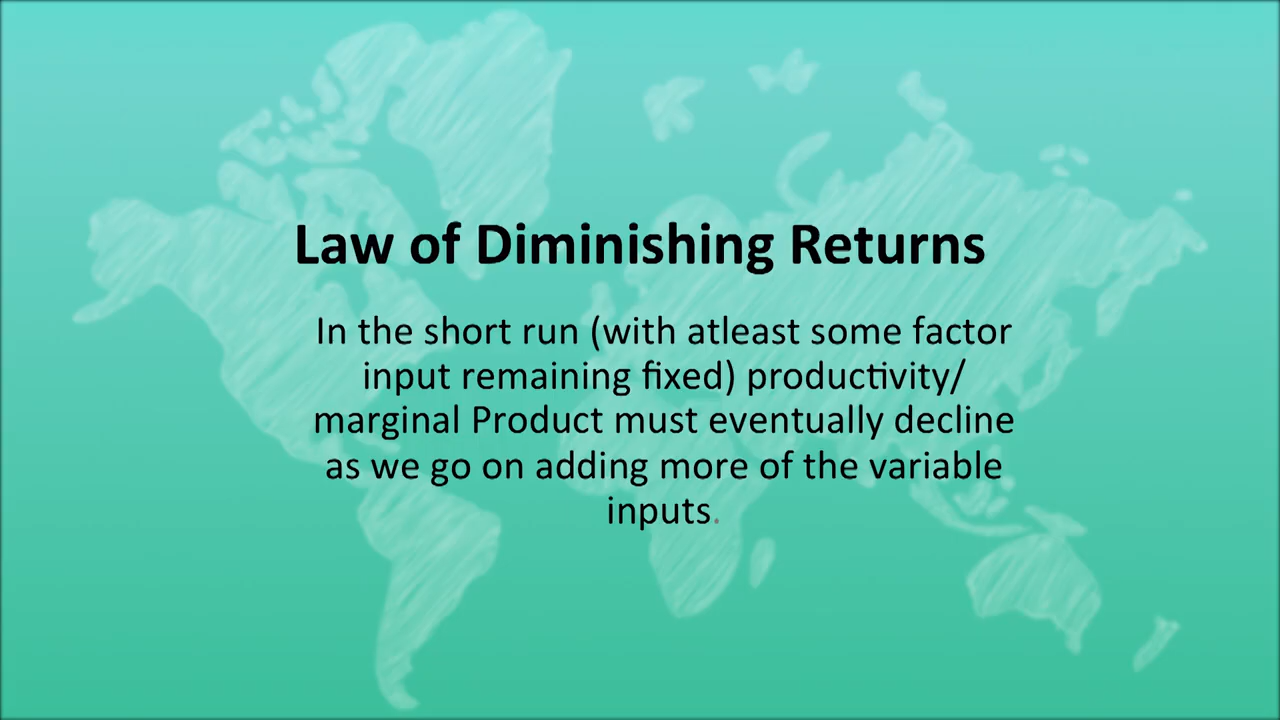 Law of Diminishing Returns
In the short run (with atleast some factor
input remaining fixed) productivity/
marginal Product must eventually decline
as we go on adding more of the variable
inputs.